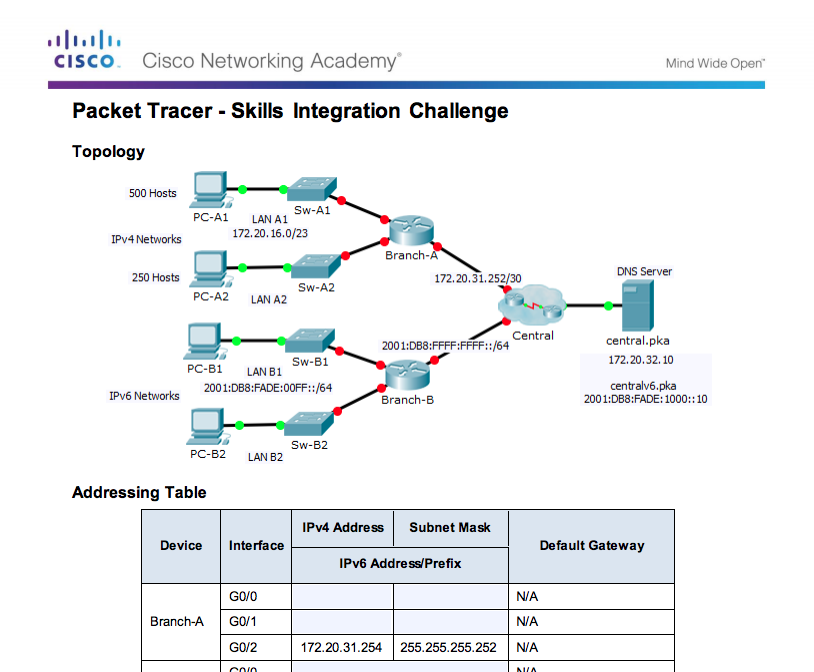 CISCO Cisco Networking Academy® Mind Wide Open™
Packet Tracer - Skills Integration Challenge
Topology
500 Hosts
PC-A1
Sw-A1
LAN A1
172.20.16.0/23
IPv4 Networks
Branch-A
250 Hosts
PC-A2
Sw-A2
LAN A2
172.20.31.252/30
DNS Server
Central
central.pka
172.20.32.10
centralv6.pka
2001:DB8:FADE:1000::10
2001:DB8:FFFF:FFFF::/64
PC-B1
Sw-B1
LAN B1
2001:DB8:FADE:00FF::/64
IPv6 Networks
Branch-B
PC-B2
Sw-B2
LAN B2
Addressing Table
Device Interface IPv4 Address Subnet Mask Default Gateway
IPv6 Address/Prefix
Branch-A
G0/0 N/A
G0/1 N/A
G0/2 172.20.31.254 255.255.255.252 N/A
G0/0 N/A